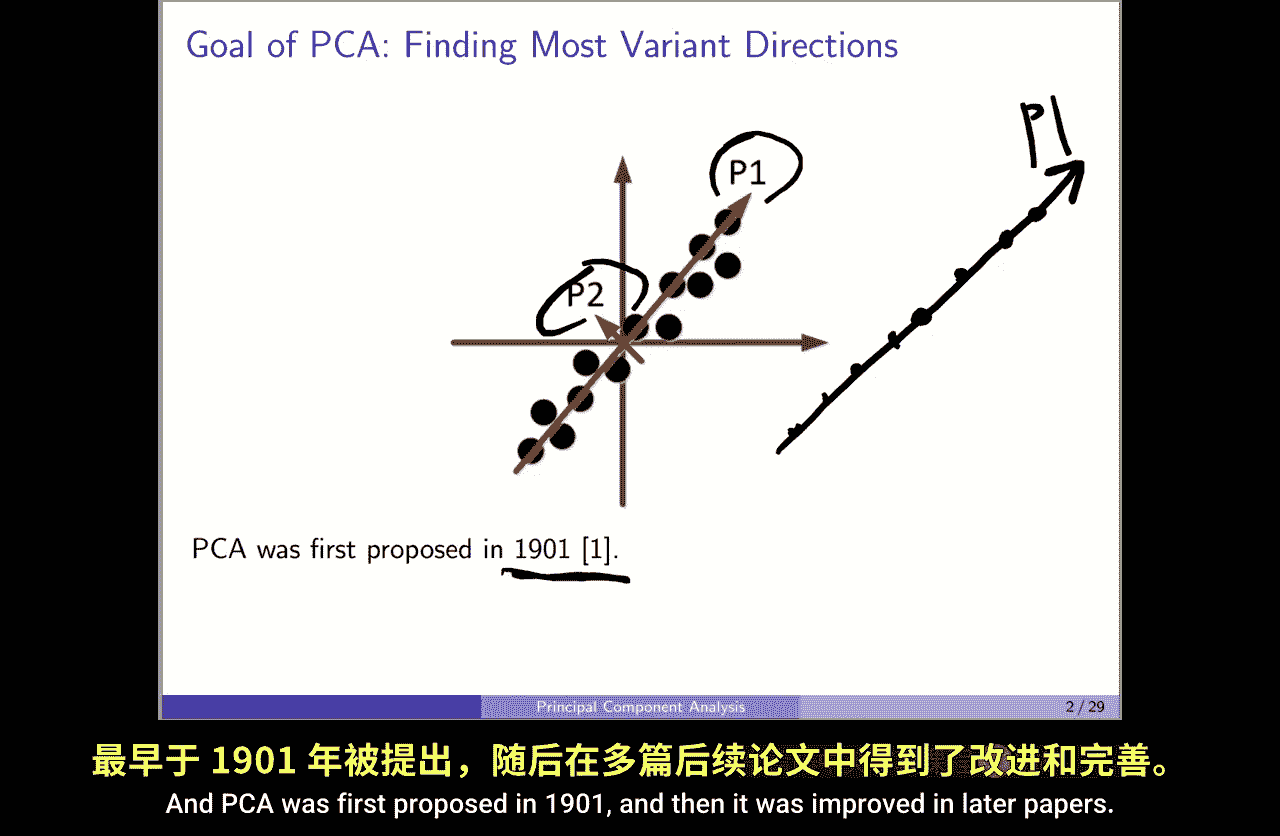 Goal of PCA: Finding Most Variant Directions
P1
P1
P2
PCA was first proposed in 1901 [1].
Principal Component Analysis
2 / 29
最早于 1901 年被提出，随后在多篇后续论文中得到了改进和完善。
And PCA was first proposed in 1901, and then it was improved in later papers.